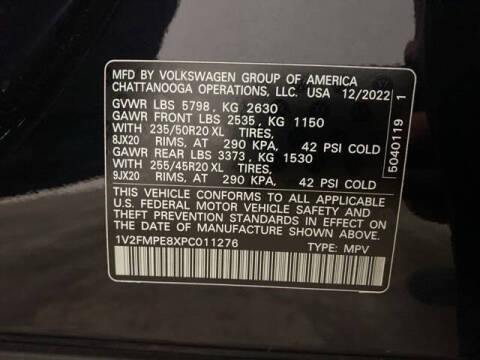 MFD BY VOLKSWAGEN GROUP OF AMERICA
CHATTANOOGA OPERATIONS, LLC. USA 12/2022
GVWR LBS 5798, KG 2630
GAWR FRONT LBS 2535, KG 1150
WITH 235/50R20 XL TIRES,
8JX20 RIMS, AT 290 KPA, 42 PSI COLD
GAWR REAR LBS 3373, KG 1530
WITH 255/45R20 XL TIRES,
9JX20 RIMS, AT 290 KPA, 42 PSI COLD
THIS VEHICLE CONFORMS TO ALL APPLICABLE
U.S. FEDERAL MOTOR VEHICLE SAFETY AND
THEFT PREVENTION STANDARDS IN EFFECT ON
THE DATE OF MANUFACTURE SHOWN ABOVE
1V2FMPE8XPC011276 TYPE: MPV
5040119 1